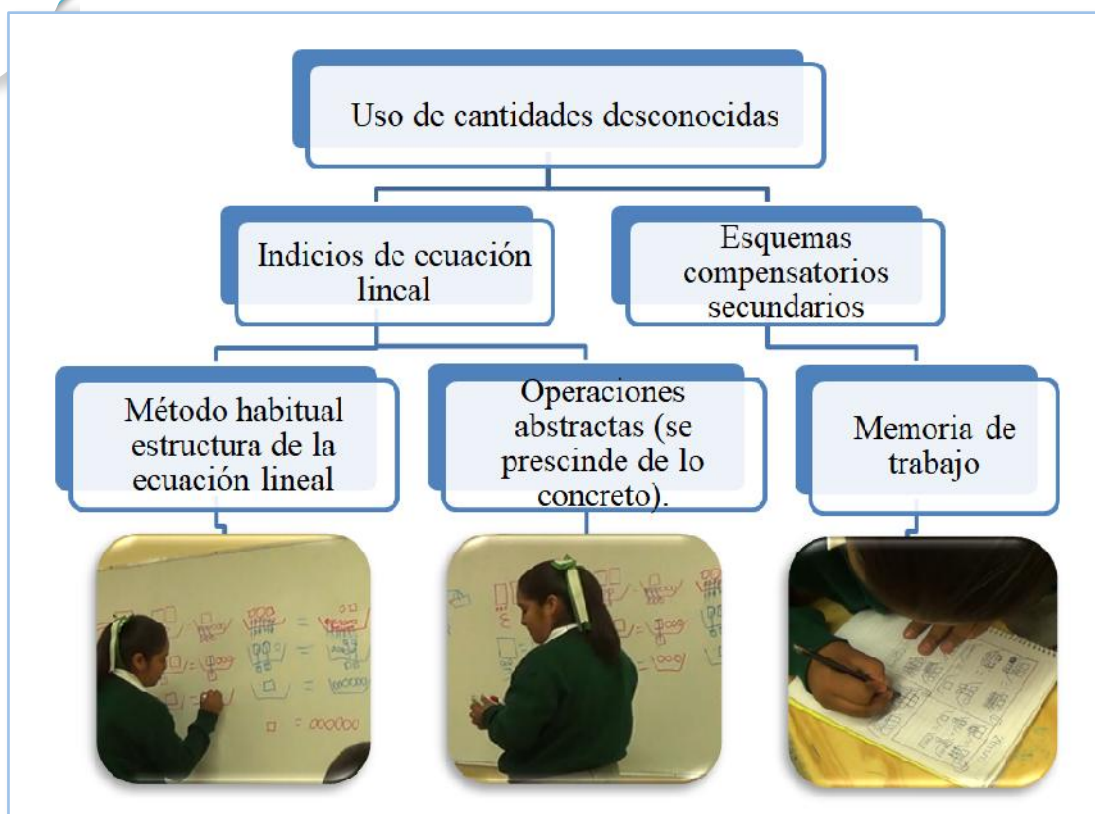 Uso de cantidades desconocidas
Indicios de ecuación
lineal
Esquemas
compensatorios
secundarios
Método habitual
estructura de la
ecuación lineal
Operaciones
abstractas (se
prescinde de lo
concreto).
Memoria de
trabajo